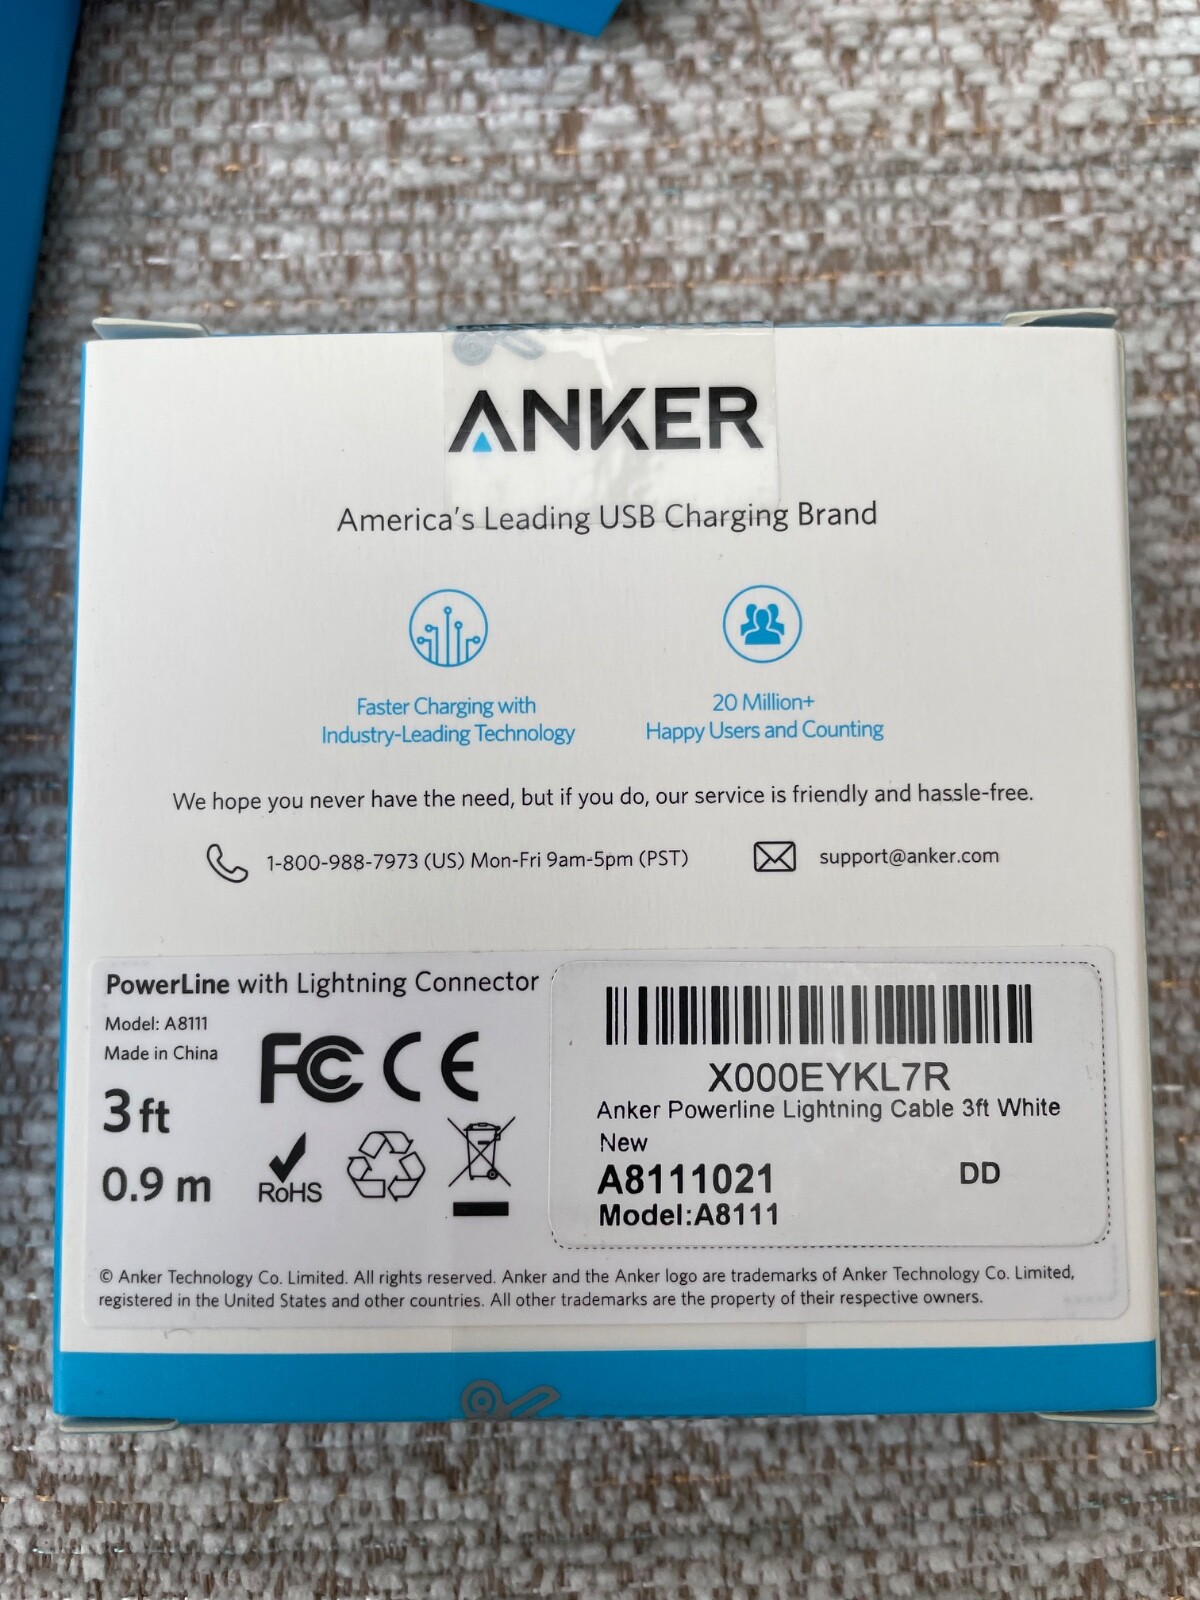 ANKER
America's Leading USB Charging Brand
Faster Charging with
Industry-Leading Technology
20 Million+
Happy Users and Counting
We hope you never have the need, but if you do, our service is friendly and hassle-free.
1-800-988-7973 (US) Mon-Fri 9am-5pm (PST)
support@anker.com
PowerLine with Lightning Connector
Model: A8111
Made in China
3 ft
0.9 m
FC CE
RoHS
X000EYKL7R
Anker Powerline Lightning Cable 3ft White
New
A8111021 DD
Model:A8111
© Anker Technology Co. Limited. All rights reserved. Anker and the Anker logo are trademarks of Anker Technology Co. Limited,
registered in the United States and other countries. All other trademarks are the property of their respective owners.